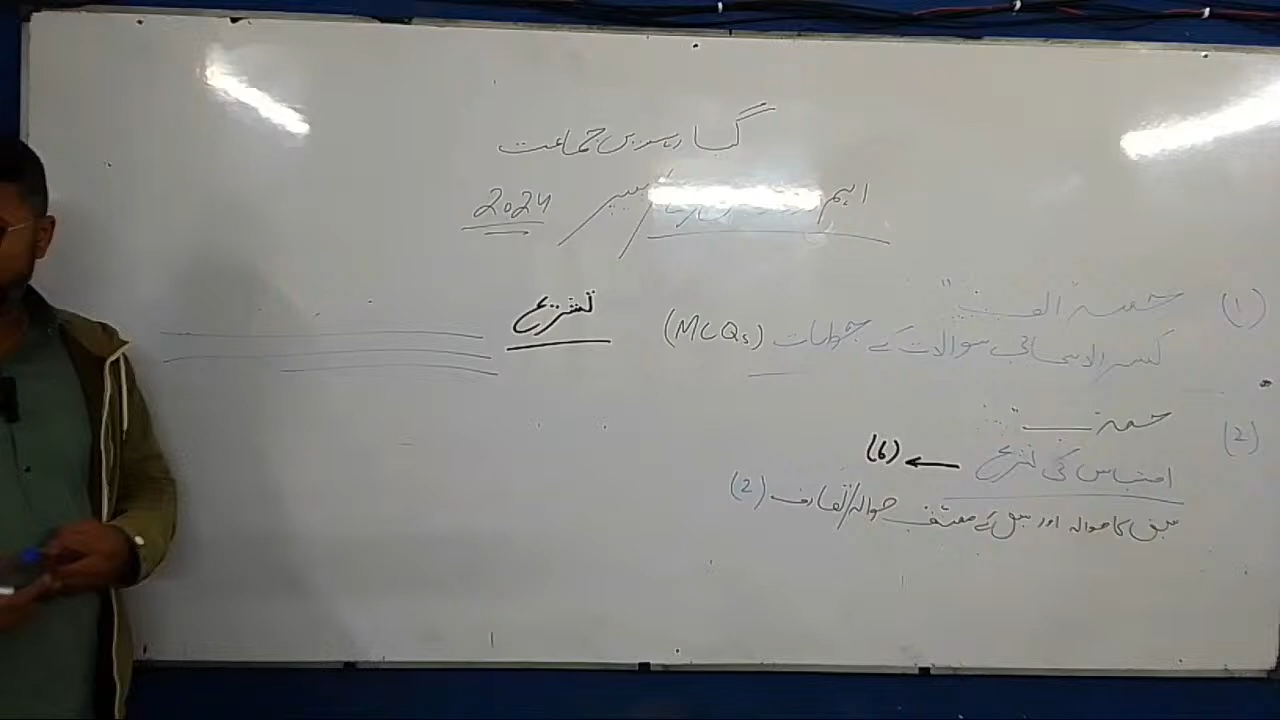 گیارہویں جماعت
اہم پیپر 2024
(1) حصہ "الف"
کثیر الانتخابی سوالات کے جوابات (MCQs)
تشریح
(2) حصہ "ب"
اقتباس کی تشریح ← (6)
سبق کا حوالہ اور سبق کے مصنف حوالہ/تعارف (2)